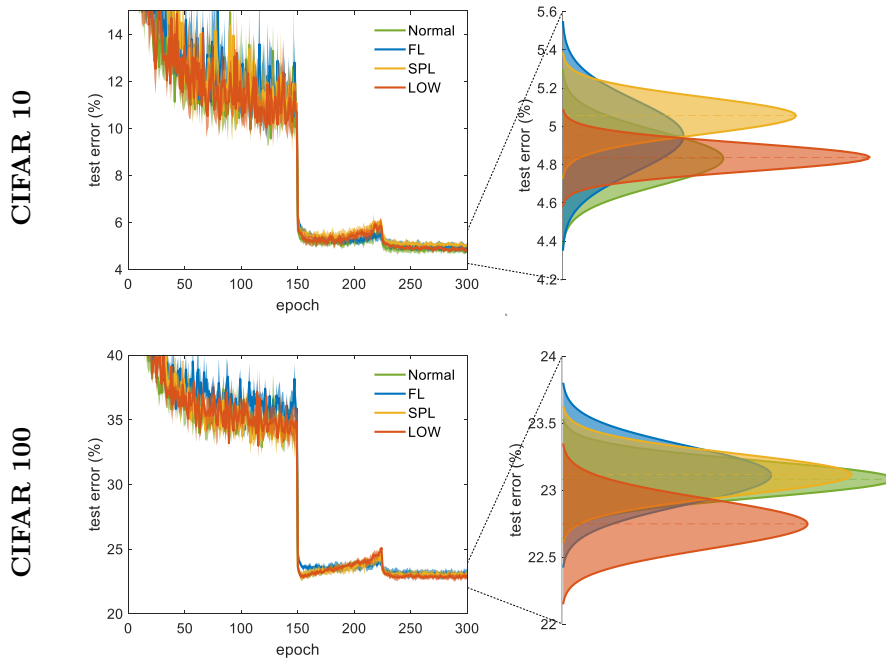 CIFAR 10
test error (%)
14
12
10
8
6
4
0
50
100
150
200
250
300
epoch
Normal
FL
SPL
LOW
test error (%)
5.6
5.4
5.2
5
4.8
4.6
4.4
4.2
CIFAR 100
test error (%)
40
35
30
25
20
0
50
100
150
200
250
300
epoch
Normal
FL
SPL
LOW
test error (%)
24
23.5
23
22.5
22